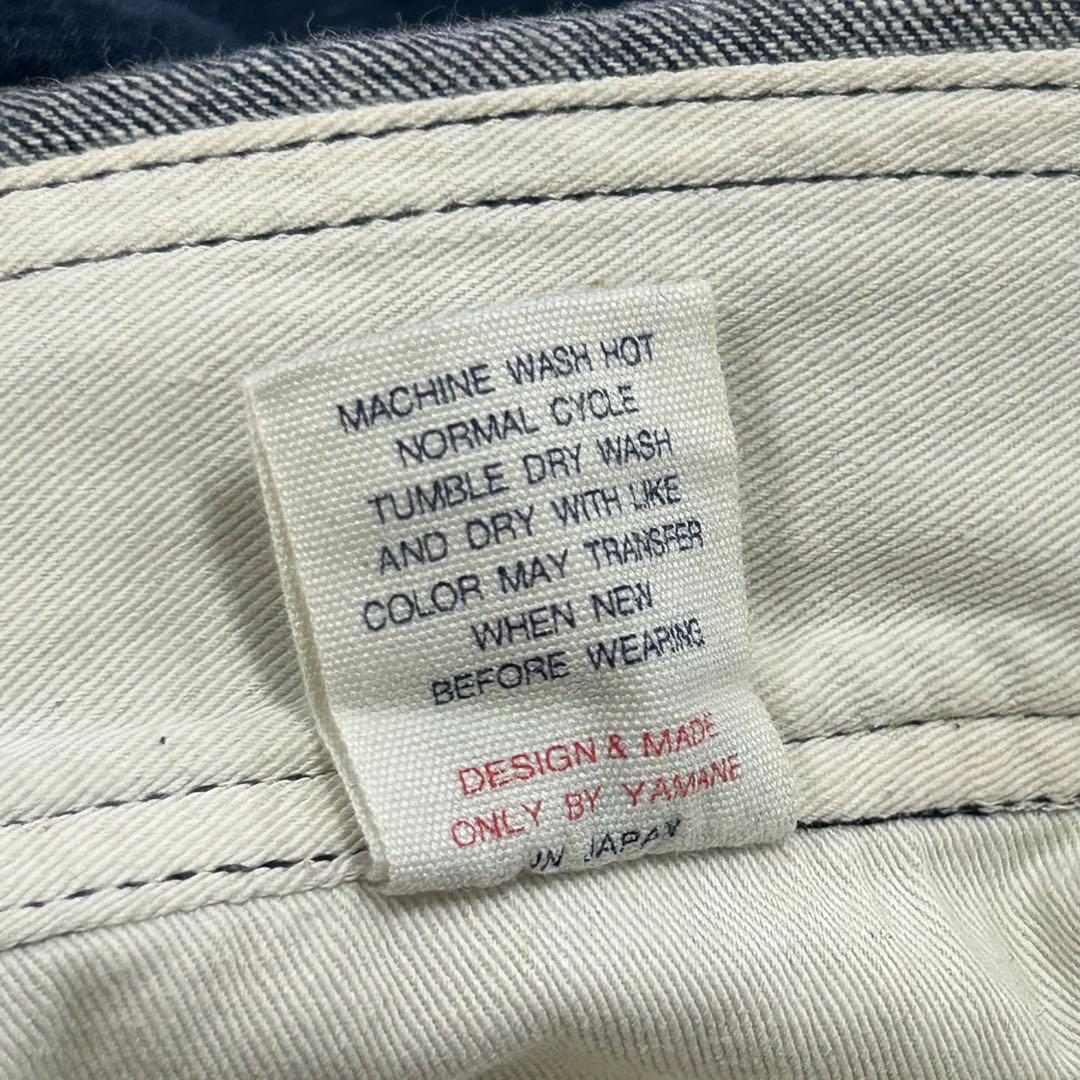 MACHINE WASH HOT
NORMAL CYCLE
TUMBLE DRY WASH
AND DRY WITH LIKE
COLOR MAY TRANSFER
WHEN NEW
BEFORE WEARING
DESIGN & MADE
ONLY BY YAMANE
IN JAPAN